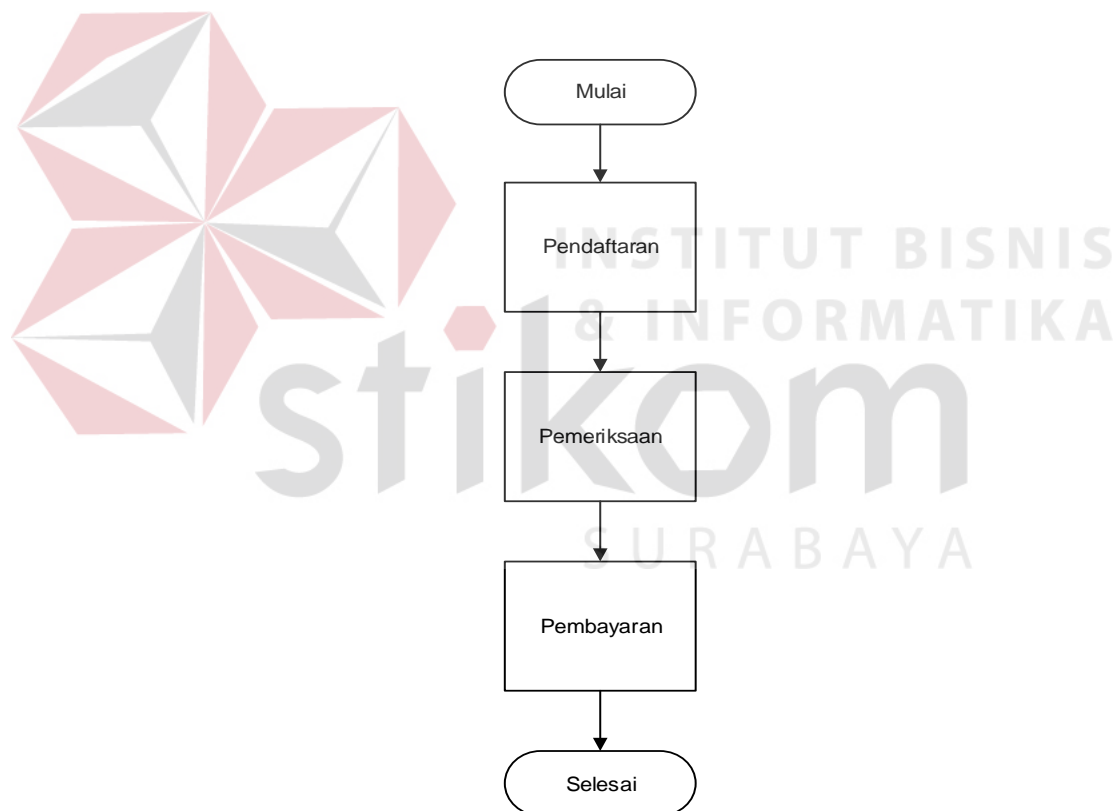 Mulai
Pendaftaran
INSTITUT BISNIS
& INFORMATIKA
stikom
Pemeriksaan
SURABAYA
Pembayaran
Selesai